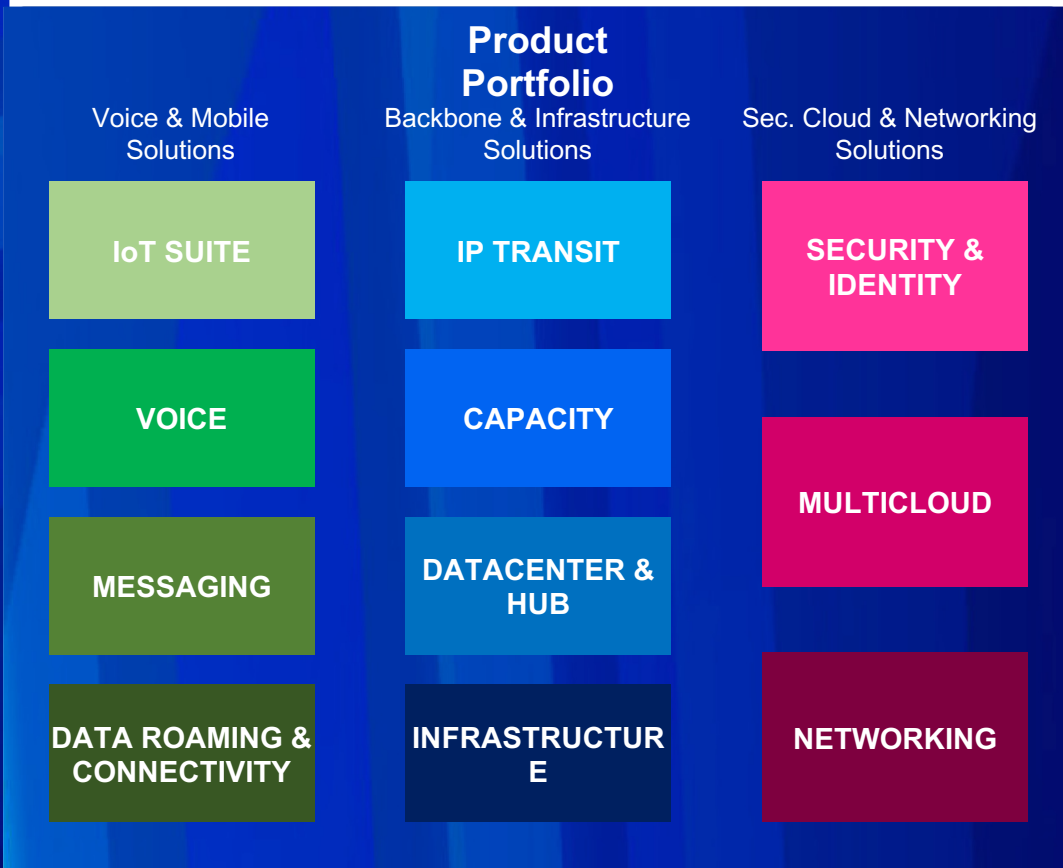 Product
Portfolio
Voice & Mobile
Solutions
Backbone & Infrastructure
Solutions
Sec. Cloud & Networking
Solutions
IoT SUITE
VOICE
MESSAGING
DATA ROAMING &
CONNECTIVITY
IP TRANSIT
CAPACITY
DATACENTER &
HUB
INFRASTRUCTUR
E
SECURITY &
IDENTITY
MULTICLOUD
NETWORKING